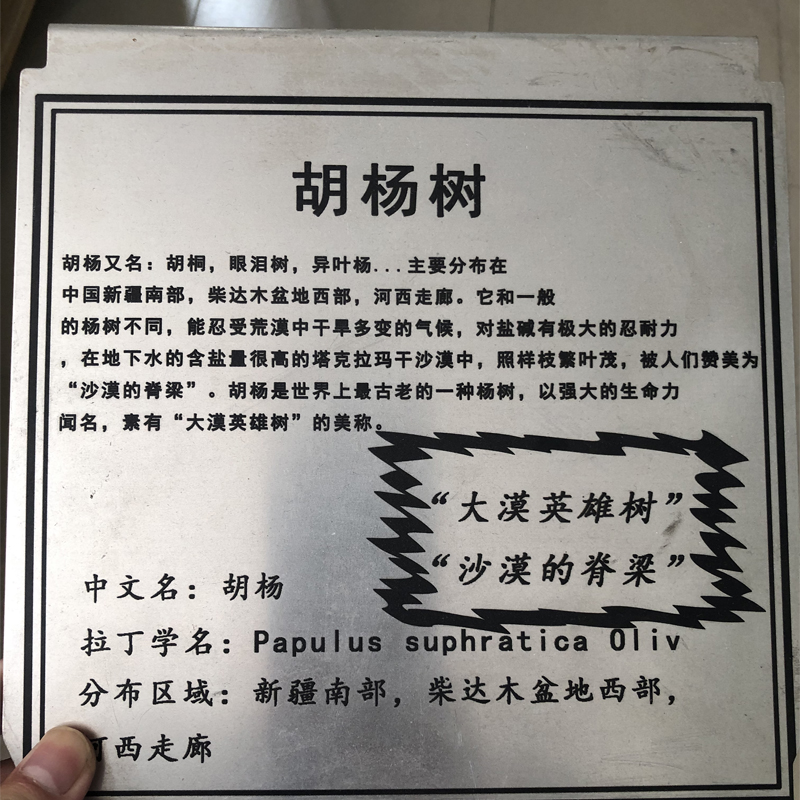 胡杨树
胡杨又名：胡桐，眼泪树，异叶杨...主要分布在
中国新疆南部，柴达木盆地西部，河西走廊。它和一般
的杨树不同，能忍受荒漠中干旱多变的气候，对盐碱有极大的忍耐力
，在地下水的含盐量很高的塔克拉玛干沙漠中，照样枝繁叶茂，被人们赞美为
“沙漠的脊梁”。胡杨是世界上最古老的一种杨树，以强大的生命力
闻名，素有“大漠英雄树”的美称。
“大漠英雄树”
“沙漠的脊梁”
中文名：胡杨
拉丁学名：Papulus suphratica Oliv
分布区域：新疆南部，柴达木盆地西部，
河西走廊